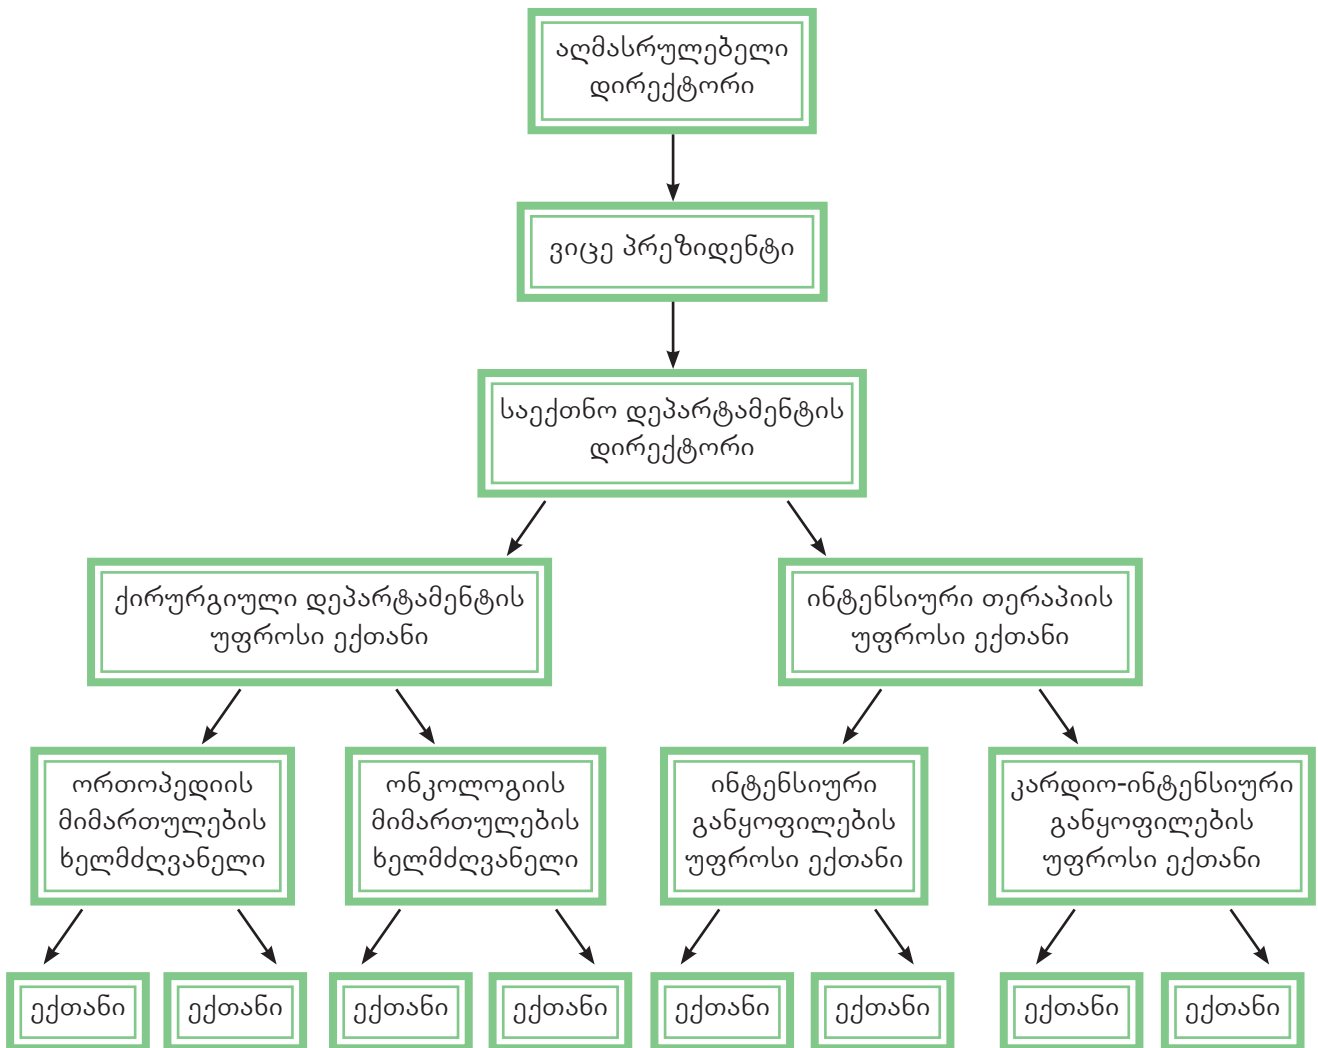 აღმასრულებელი
დირექტორი
ვიცე პრეზიდენტი
საექთნო დეპარტამენტის
დირექტორი
ქირურგიული დეპარტამენტის
უფროსი ექთანი
ინტენსიური თერაპიის
უფროსი ექთანი
ორთოპედიის
მიმართულების
ხელმძღვანელი
ონკოლოგიის
მიმართულების
ხელმძღვანელი
ინტენსიური
განყოფილების
უფროსი ექთანი
კარდიო-ინტენსიური
განყოფილების
უფროსი ექთანი
ექთანი
ექთანი
ექთანი
ექთანი
ექთანი
ექთანი
ექთანი
ექთანი